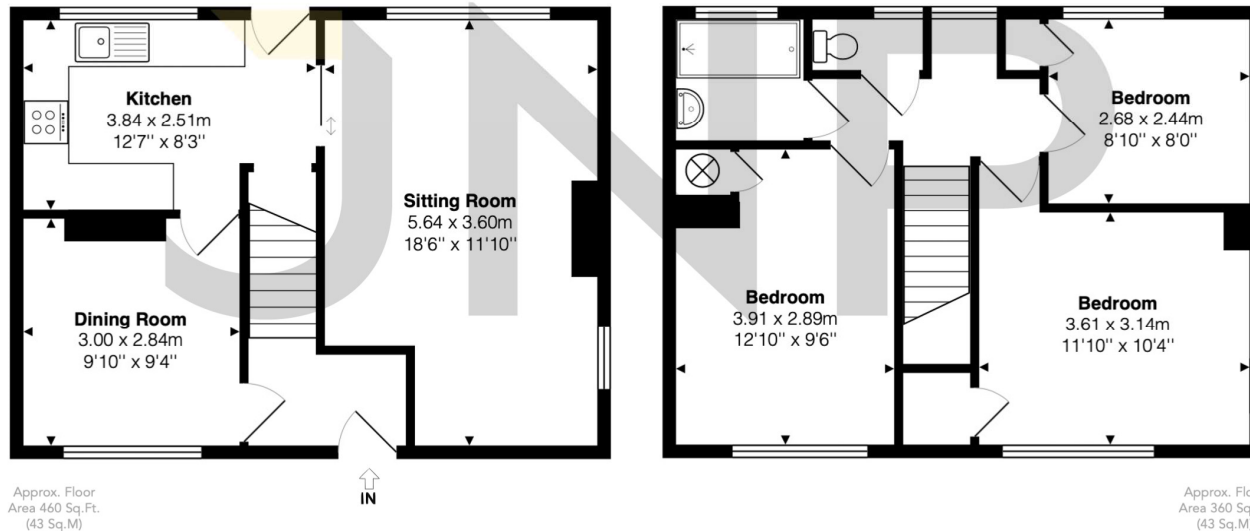 Kitchen
3.84 x 2.51m
12'7'' x 8'3''
Sitting Room
5.64 x 3.60m
18'6'' x 11'10''
Dining Room
3.00 x 2.84m
9'10'' x 9'4''
IN
Approx. Floor
Area 460 Sq.Ft.
(43 Sq.M)
Bedroom
2.68 x 2.44m
8'10'' x 8'0''
Bedroom
3.91 x 2.89m
12'10'' x 9'6''
Bedroom
3.61 x 3.14m
11'10'' x 10'4''
Approx. Flo
Area 360 Sq
(43 Sq.M
JNP